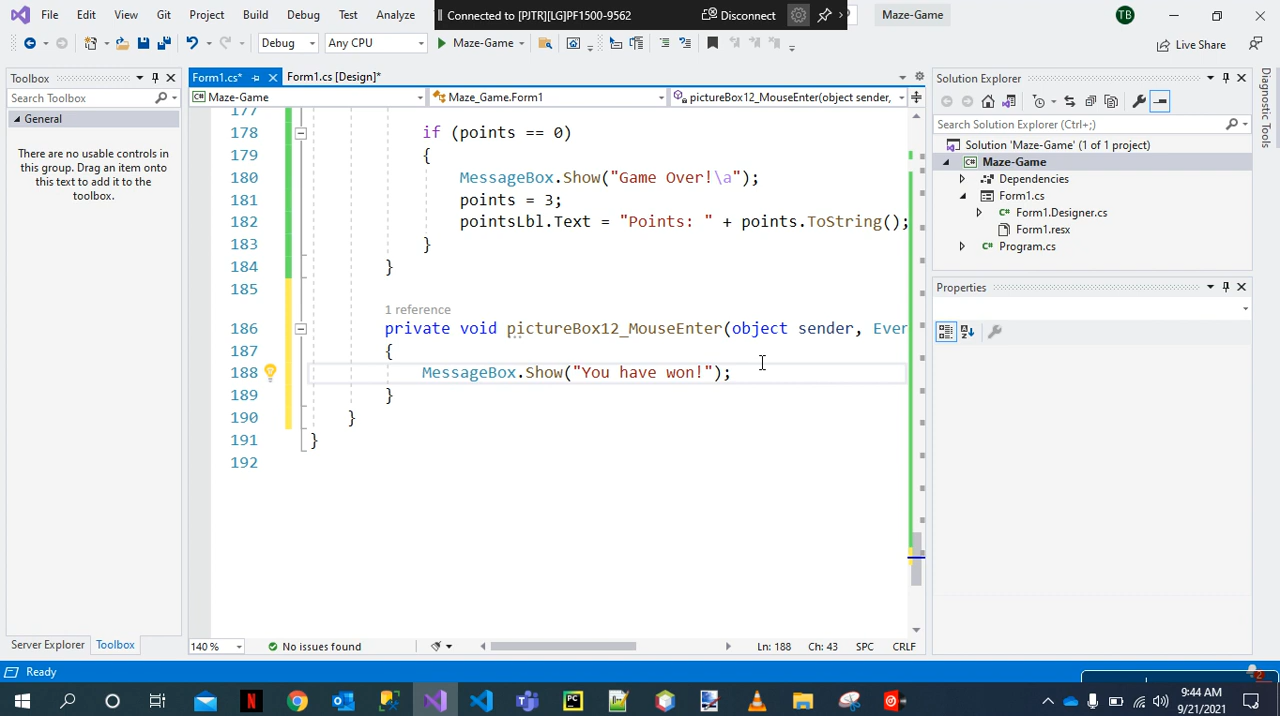 File Edit View Git Project Build Debug Test Analyze Connected to [PJTR][LG]PF1500-9562 Disconnect Maze-Game TB
Debug Any CPU Maze-Game Live Share
Toolbox
Search Toolbox
General
There are no usable controls in
this group. Drag an item onto
this text to add it to the
toolbox.
Server Explorer Toolbox
Form1.cs* Form1.cs [Design]*
Maze-Game Maze_Game.Form1 pictureBox12_MouseEnter(object sender,
177
178 if (points == 0)
179 {
180 MessageBox.Show("Game Over!\a");
181 points = 3;
182 pointsLbl.Text = "Points: " + points.ToString();
183 }
184 }
185
1 reference
186 private void pictureBox12_MouseEnter(object sender, Even
187 {
188 MessageBox.Show("You have won!");
189 }
190 }
191 }
192
140 % No issues found Ln: 188 Ch: 43 SPC CRLF
Solution Explorer
Search Solution Explorer (Ctrl+;)
Solution 'Maze-Game' (1 of 1 project)
C# Maze-Game
Dependencies
Form1.cs
C# Form1.Designer.cs
Form1.resx
C# Program.cs
Properties
Diagnostic Tools
Ready
2
9:44 AM
9/21/2021